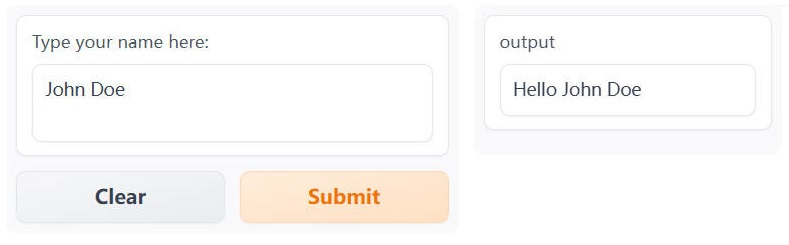 Type your name here:
John Doe
Clear
Submit
output
Hello John Doe